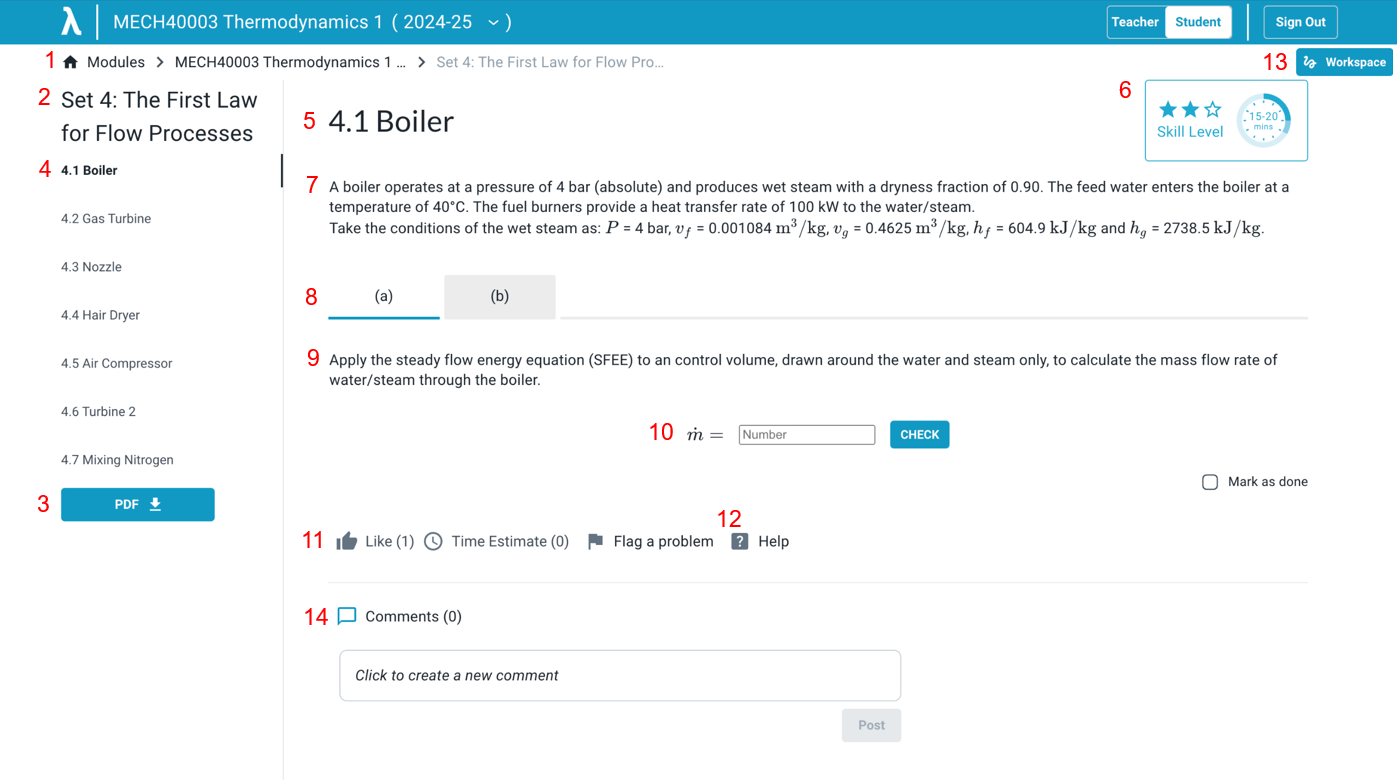 λ MECH40003 Thermodynamics 1 ( 2024-25 )
Teacher Student Sign Out
1 Modules > MECH40003 Thermodynamics 1 ... > Set 4: The First Law for Flow Pro...
13 Workspace
2 Set 4: The First Law
for Flow Processes
4 4.1 Boiler
4.2 Gas Turbine
4.3 Nozzle
4.4 Hair Dryer
4.5 Air Compressor
4.6 Turbine 2
4.7 Mixing Nitrogen
3 PDF
5 4.1 Boiler
6
Skill Level
15-20
mins
7 A boiler operates at a pressure of 4 bar (absolute) and produces wet steam with a dryness fraction of 0.90. The feed water enters the boiler at a
temperature of 40°C. The fuel burners provide a heat transfer rate of 100 kW to the water/steam.
Take the conditions of the wet steam as: P = 4 bar, v_f = 0.001084 m³/kg, v_g = 0.4625 m³/kg, h_f = 604.9 kJ/kg and h_g = 2738.5 kJ/kg.
8 (a) (b)
9 Apply the steady flow energy equation (SFEE) to an control volume, drawn around the water and steam only, to calculate the mass flow rate of
water/steam through the boiler.
10 ṁ = Number CHECK
Mark as done
12
11 Like (1) Time Estimate (0) Flag a problem ? Help
14 Comments (0)
Click to create a new comment
Post